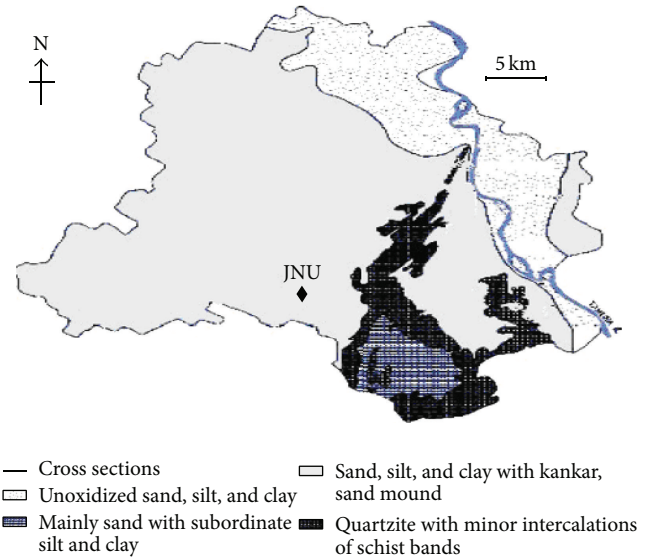 N
5 km
JNU
Cross sections
Unoxidized sand, silt, and clay
Mainly sand with subordinate
silt and clay
Sand, silt, and clay with kankar,
sand mound
Quartzite with minor intercalations
of schist bands